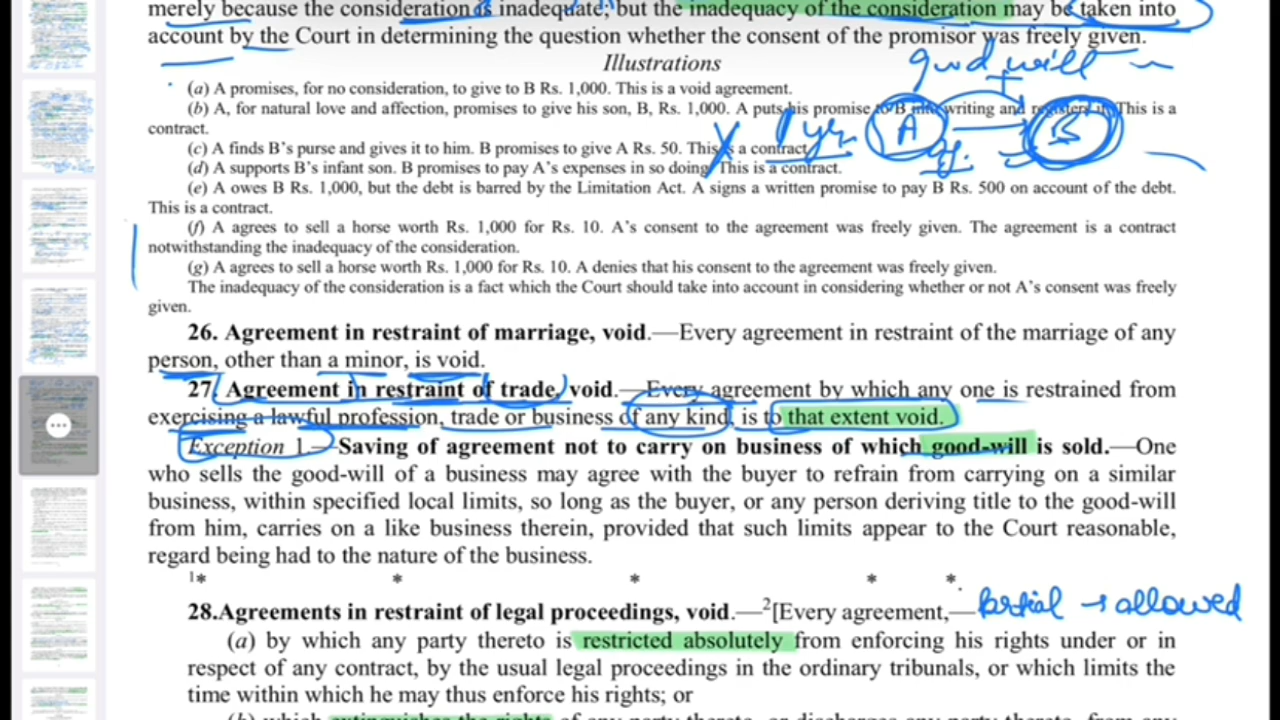 merely because the consideration is inadequate; but the inadequacy of the consideration may be taken into
account by the Court in determining the question whether the consent of the promisor was freely given.
good will
Illustrations
(a) A promises, for no consideration, to give to B Rs. 1,000. This is a void agreement.
(b) A, for natural love and affection, promises to give his son, B, Rs. 1,000. A puts his promise to B into writing and registers it. This is a
contract.
A B
(c) A finds B's purse and gives it to him. B promises to give A Rs. 50. This is a contract.
(d) A supports B's infant son. B promises to pay A's expenses in so doing. This is a contract.
(e) A owes B Rs. 1,000, but the debt is barred by the Limitation Act. A signs a written promise to pay B Rs. 500 on account of the debt.
This is a contract.
(f) A agrees to sell a horse worth Rs. 1,000 for Rs. 10. A's consent to the agreement was freely given. The agreement is a contract
notwithstanding the inadequacy of the consideration.
(g) A agrees to sell a horse worth Rs. 1,000 for Rs. 10. A denies that his consent to the agreement was freely given.
The inadequacy of the consideration is a fact which the Court should take into account in considering whether or not A's consent was freely
given.
26. Agreement in restraint of marriage, void.—Every agreement in restraint of the marriage of any
person, other than a minor, is void.
27. Agreement in restraint of trade, void.—Every agreement by which any one is restrained from
exercising a lawful profession, trade or business of any kind, is to that extent void.
Exception 1.—Saving of agreement not to carry on business of which good-will is sold.—One
who sells the good-will of a business may agree with the buyer to refrain from carrying on a similar
business, within specified local limits, so long as the buyer, or any person deriving title to the good-will
from him, carries on a like business therein, provided that such limits appear to the Court reasonable,
regard being had to the nature of the business.
1* * * * *.
28.Agreements in restraint of legal proceedings, void.—2[Every agreement,— Partial → allowed
(a) by which any party thereto is restricted absolutely from enforcing his rights under or in
respect of any contract, by the usual legal proceedings in the ordinary tribunals, or which limits the
time within which he may thus enforce his rights; or
(b) which extinguishes the rights of any party thereto, or discharges any party thereto, from any